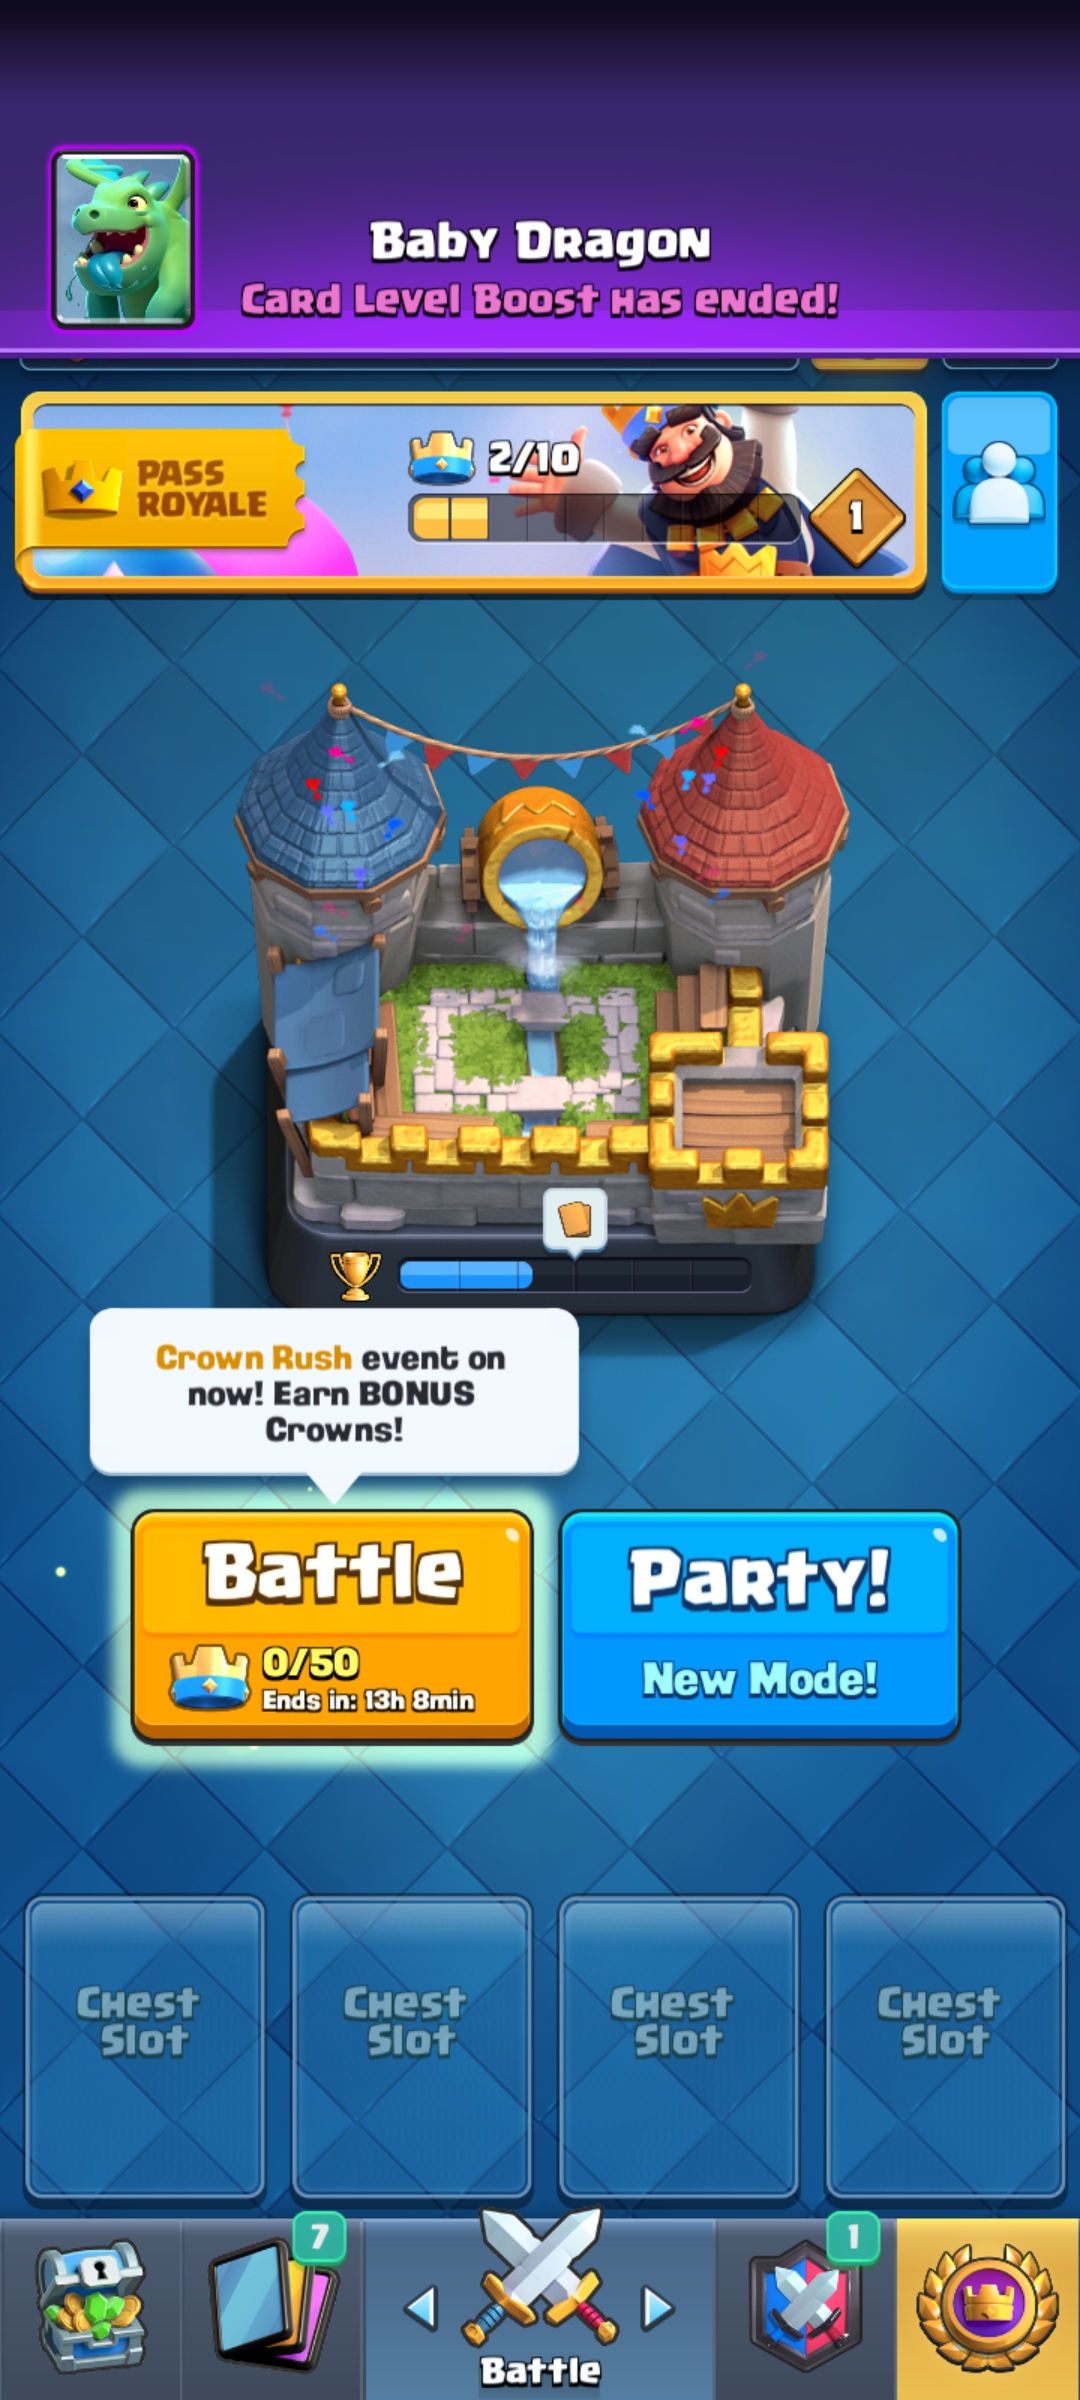 Baby Dragon
Card Level Boost has ended!
PASS
ROYALE
2/10
1
Crown Rush event on
now! Earn BONUS
Crowns!
Battle
0/50
Ends in: 13h 8min
Party!
New Mode!
Chest
Slot
Chest
Slot
Chest
Slot
Chest
Slot
7
1
Battle